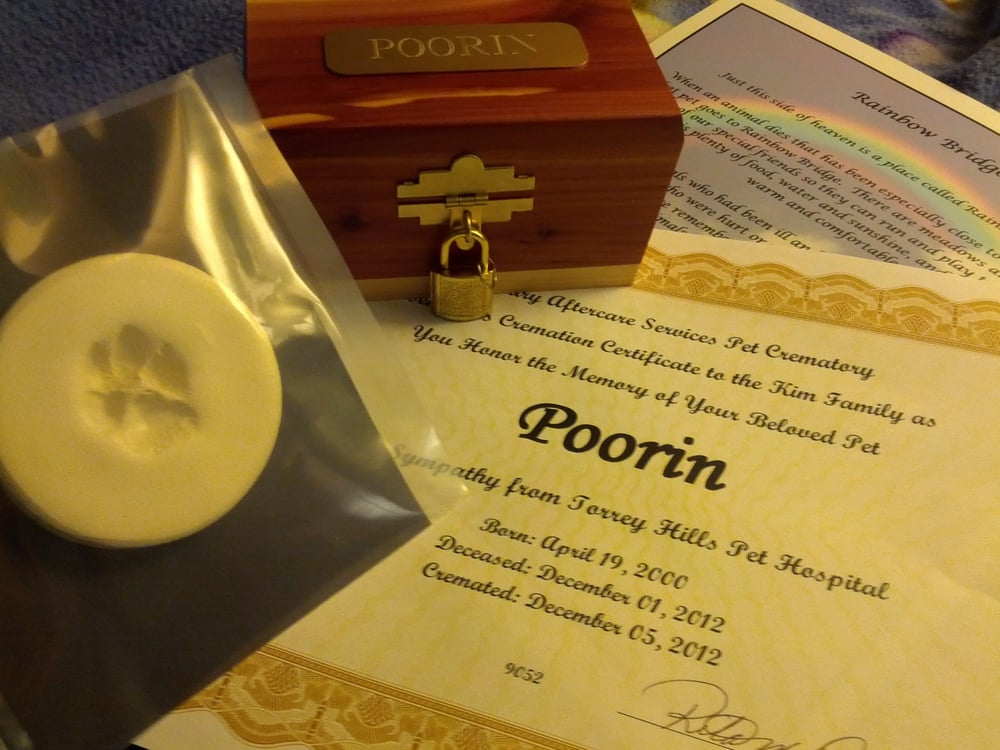 POORIN
Rainbow Bridge
Just this side of heaven is a place called
When an animal dies that has been especially close to
pet goes to Rainbow Bridge. There are meadows a
of our special friends so they can run and play
plenty of food, water and sunshine, an
warm and comfortable.
who had been ill an
who were hurt or
remembe
Aftercare Services Pet Crematory
Cremation Certificate to the Kim Family as
You Honor the Memory of Your Beloved Pet
Poorin
Sympathy from Torrey Hills Pet Hospital
Born: April 19, 2000
Deceased: December 01, 2012
Cremated: December 05, 2012
9052